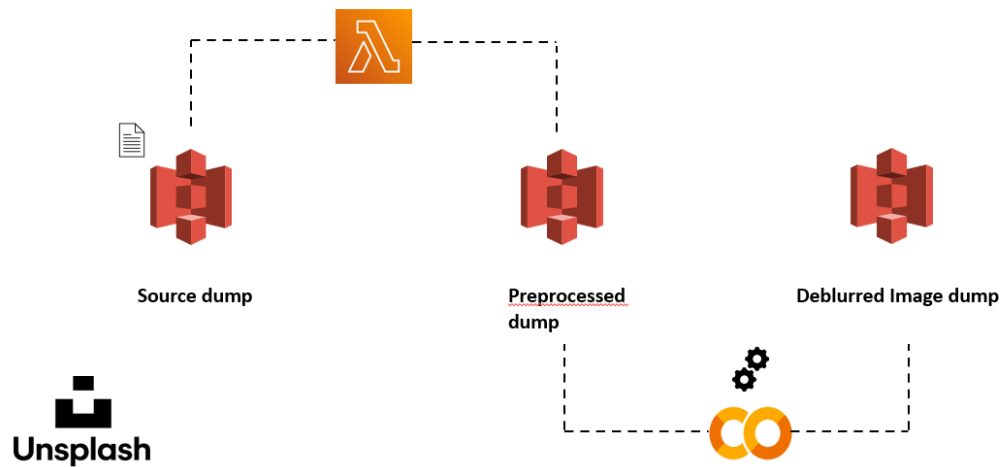 Source dump
Preprocessed
dump
Deblurred Image dump
Unsplash